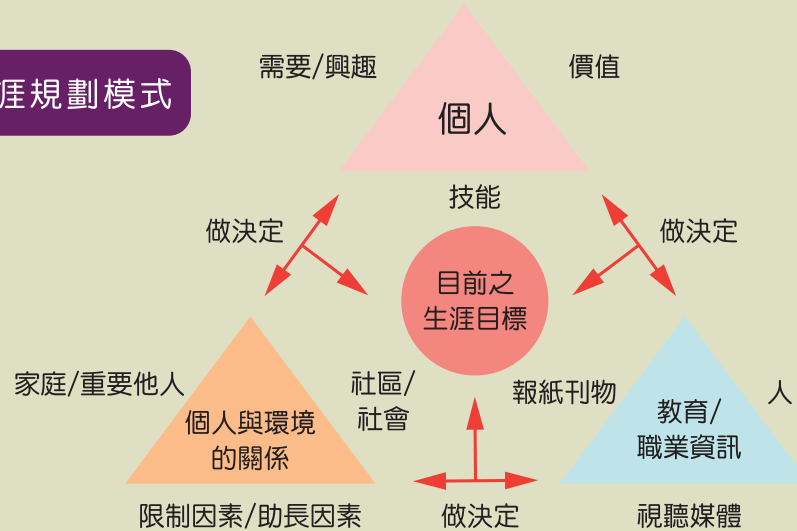 涯規劃模式
需要/興趣
價值
個人
技能
做決定
做決定
目前之
生涯目標
家庭/重要他人
社區/
社會
報紙刊物
人
個人與環境
的關係
教育/
職業資訊
限制因素/助長因素
做決定
視聽媒體